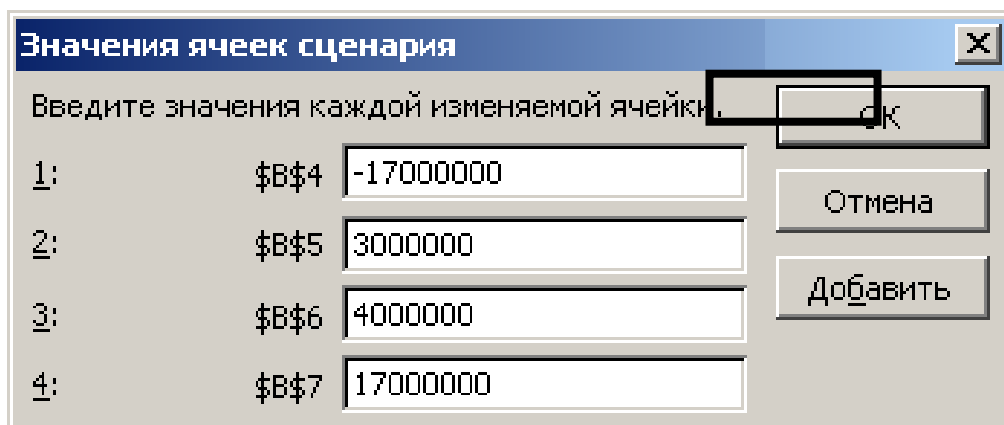 Значения ячеек сценария
Введите значения каждой изменяемой ячейки.
OK
1: $B$4 -17000000
Отмена
2: $B$5 3000000
Добавить
3: $B$6 4000000
4: $B$7 17000000